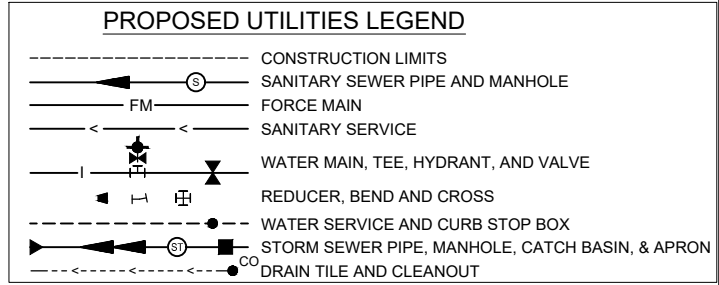 PROPOSED UTILITIES LEGEND
CONSTRUCTION LIMITS
S SANITARY SEWER PIPE AND MANHOLE
FM FORCE MAIN
< < SANITARY SERVICE
I WATER MAIN, TEE, HYDRANT, AND VALVE
REDUCER, BEND AND CROSS
WATER SERVICE AND CURB STOP BOX
ST STORM SEWER PIPE, MANHOLE, CATCH BASIN, & APRON
< < < CO DRAIN TILE AND CLEANOUT